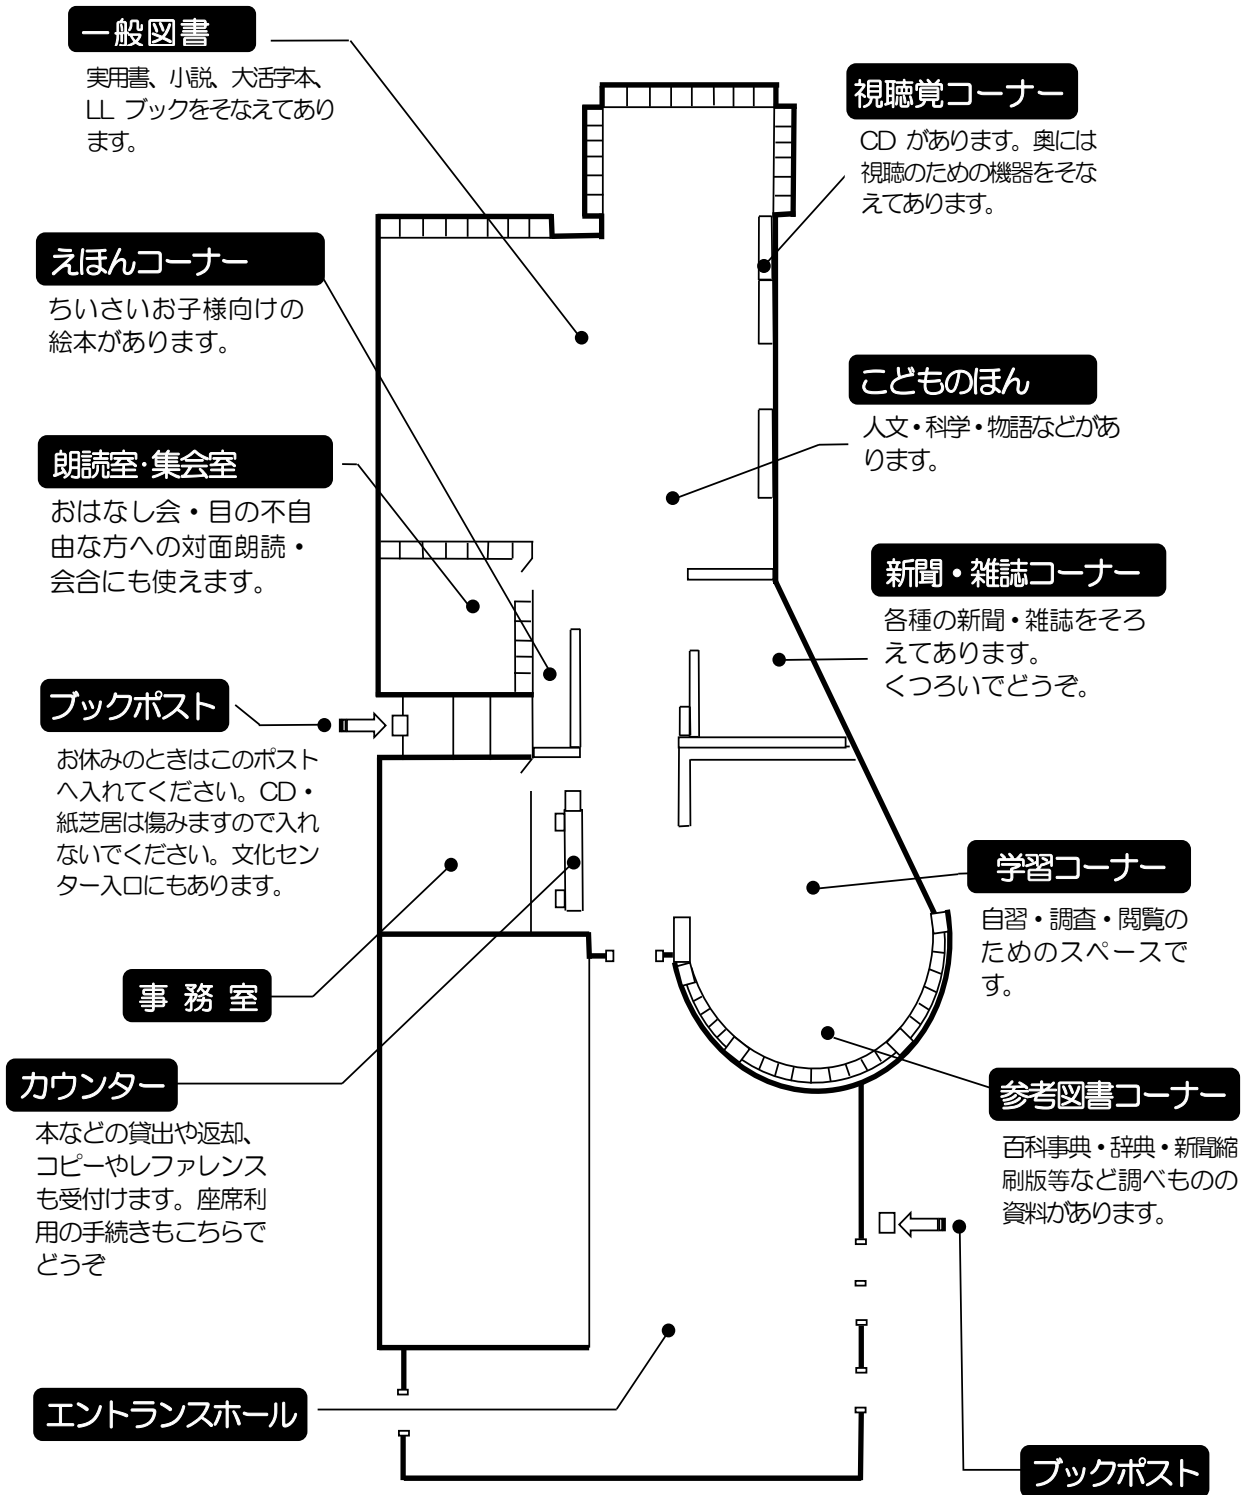 一般図書
実用書、小説、大活字本、
LL ブックをそなえてあり
ます。
えほんコーナー
ちいさいお子様向けの
絵本があります。
朗読室・集会室
おはなし会・目の不自
由な方への対面朗読・
会合にも使えます。
ブックポスト
お休みのときはこのポスト
へ入れてください。CD・
紙芝居は傷みますので入れ
ないでください。文化セン
ター入口にもあります。
事務室
カウンター
本などの貸出や返却、
コピーやレファレンス
も受付けます。座席利
用の手続きもこちらで
どうぞ
エントランスホール
視聴覚コーナー
CD があります。奥には
視聴のための機器をそな
えてあります。
こどものほん
人文・科学・物語などがあ
ります。
新聞・雑誌コーナー
各種の新聞・雑誌をそろ
えてあります。
くつろいでどうぞ。
学習コーナー
自習・調査・閲覧の
ためのスペースで
す。
参考図書コーナー
百科事典・辞典・新聞縮
刷版等など調べものの
資料があります。
ブックポスト